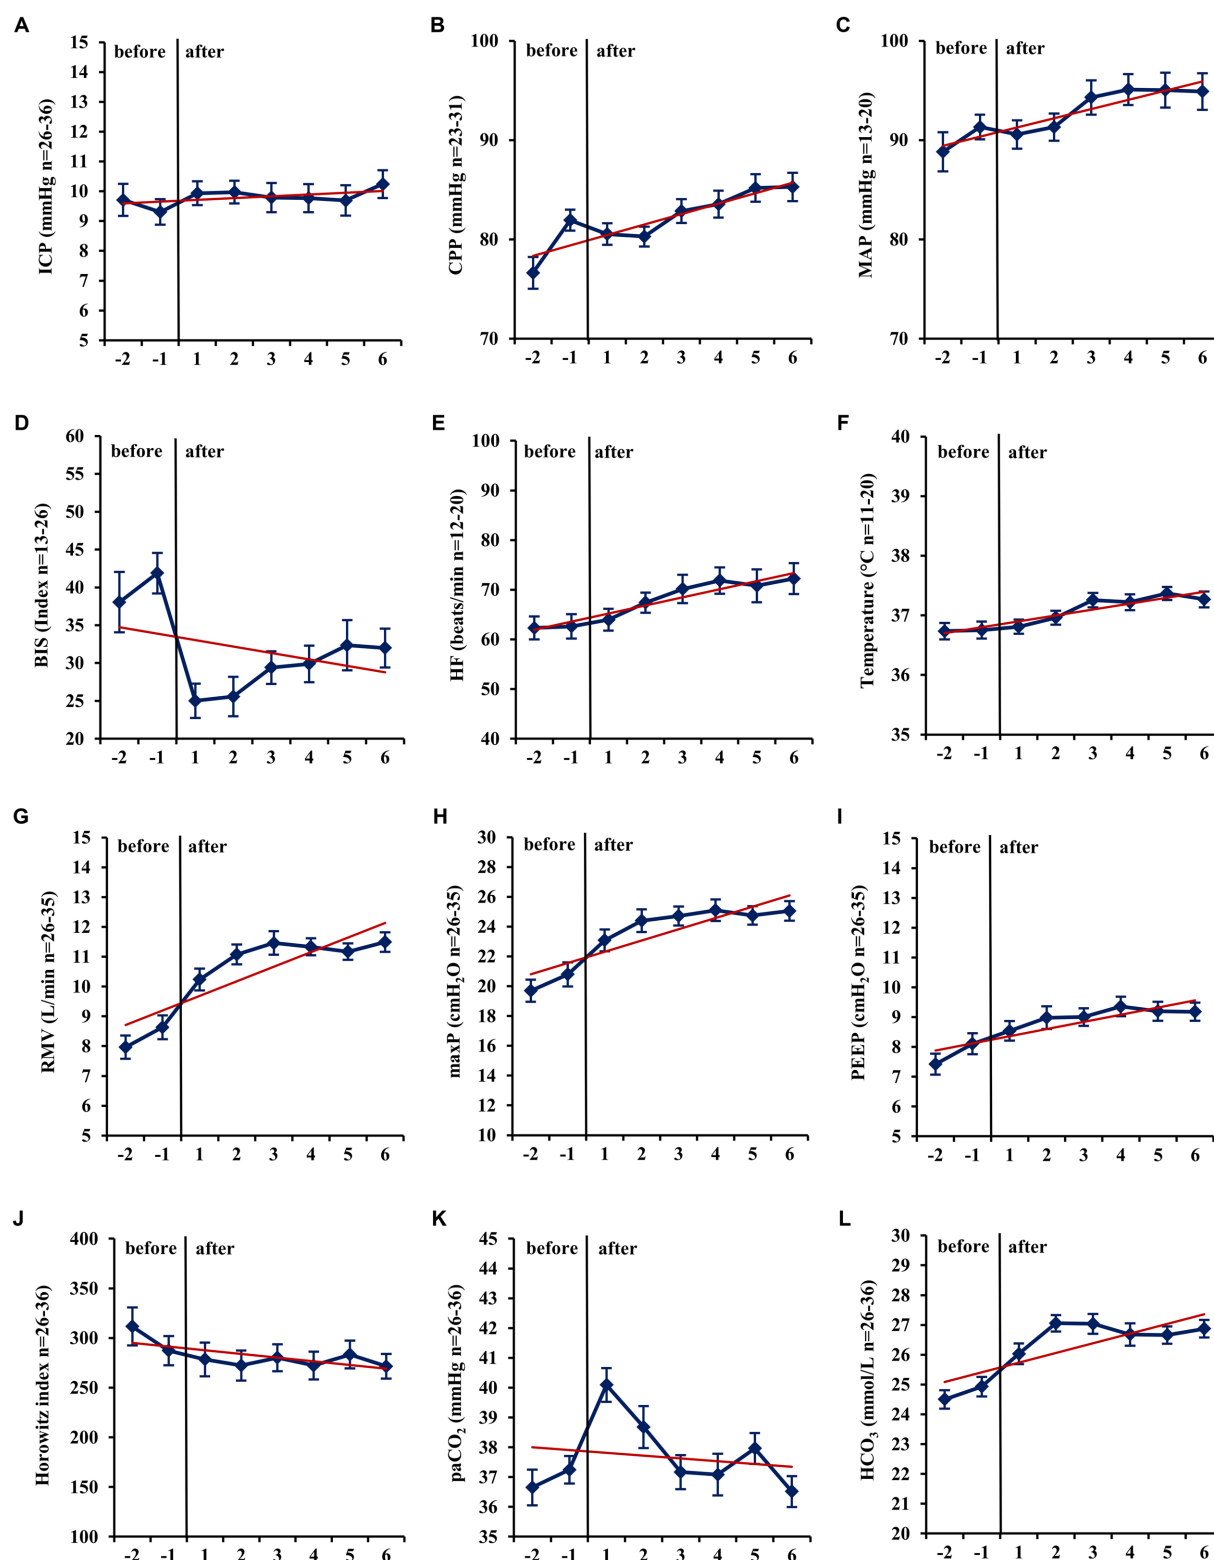 A
before after
ICP (mmHg n=26-36)
15
14
13
12
11
10
9
8
7
6
5
-2 -1 1 2 3 4 5 6
B
before after
CPP (mmHg n=23-31)
100
90
80
70
-2 -1 1 2 3 4 5 6
C
before after
MAP (mmHg n=13-20)
100
90
80
70
-2 -1 1 2 3 4 5 6
D
before after
BIS (Index n=13-26)
60
55
50
45
40
35
30
25
20
-2 -1 1 2 3 4 5 6
E
before after
HF (beats/min n=12-20)
100
90
80
70
60
50
40
-2 -1 1 2 3 4 5 6
F
before after
Temperature (°C n=11-20)
40
39
38
37
36
35
-2 -1 1 2 3 4 5 6
G
before after
RMV (L/min n=26-35)
15
14
13
12
11
10
9
8
7
6
5
-2 -1 1 2 3 4 5 6
H
before after
maxP (cmH₂O n=26-35)
30
28
26
24
22
20
18
16
14
12
10
-2 -1 1 2 3 4 5 6
I
before after
PEEP (cmH₂O n=26-35)
15
14
13
12
11
10
9
8
7
6
5
-2 -1 1 2 3 4 5 6
J
before after
Horowitz index n=26-36)
400
350
300
250
200
150
100
-2 -1 1 2 3 4 5 6
K
before after
paCO₂ (mmHg n=26-36)
45
44
43
42
41
40
39
38
37
36
35
-2 -1 1 2 3 4 5 6
L
before after
HCO₃ (mmol/L n=26-36)
30
29
28
27
26
25
24
23
22
21
20
-2 -1 1 2 3 4 5 6